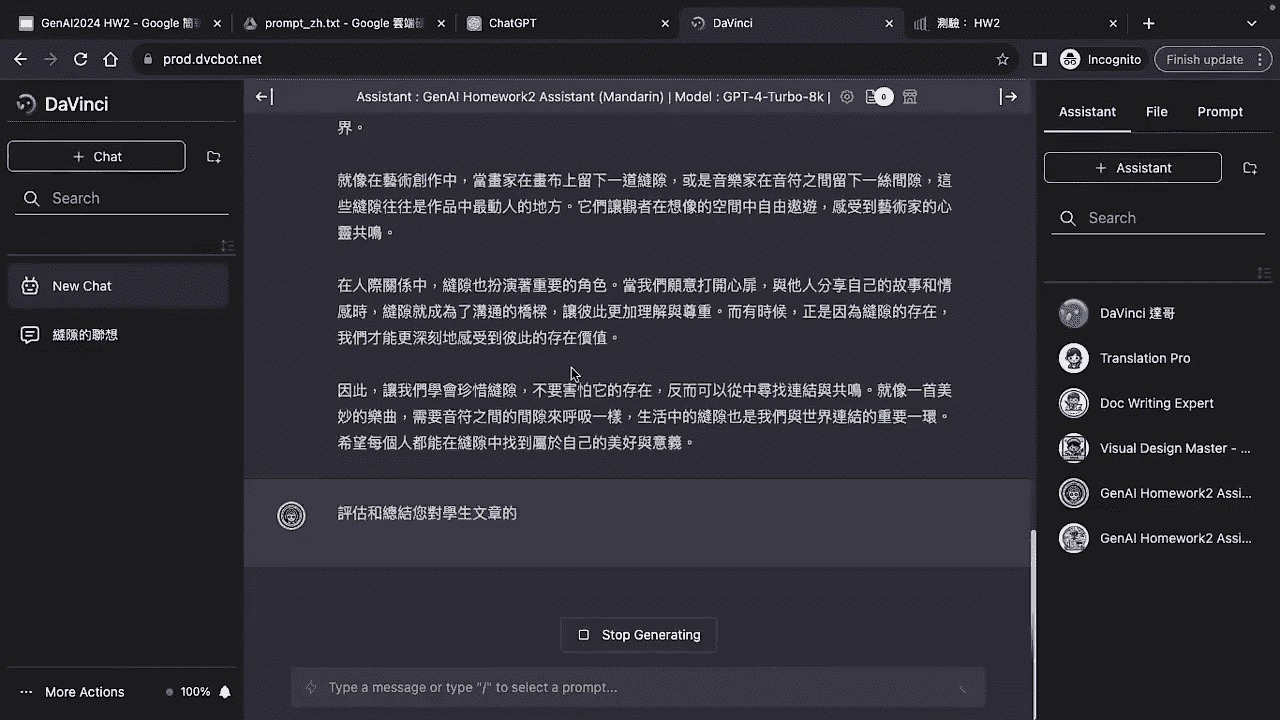 GenAI2024 HW2 - Google 簡
prompt_zh.txt - Google 雲端硬
ChatGPT
DaVinci
測驗： HW2
prod.dvcbot.net
Incognito
Finish update
DaVinci
Assistant : GenAI Homework2 Assistant (Mandarin) | Model : GPT-4-Turbo-8k |
0
Assistant
File
Prompt
+ Chat
+ Assistant
Search
Search
New Chat
縫隙的聯想
界。
就像在藝術創作中，當畫家在畫布上留下一道縫隙，或是音樂家在音符之間留下一絲間隙，這
些縫隙往往是作品中最動人的地方。它們讓觀者在想像的空間中自由遨遊，感受到藝術家的心
靈共鳴。
在人際關係中，縫隙也扮演著重要的角色。當我們願意打開心扉，與他人分享自己的故事和情
感時，縫隙就成為了溝通的橋樑，讓彼此更加理解與尊重。而有時候，正是因為縫隙的存在，
我們才能更深刻地感受到彼此的存在價值。
因此，讓我們學會珍惜縫隙，不要害怕它的存在，反而可以從中尋找連結與共鳴。就像一首美
妙的樂曲，需要音符之間的間隙來呼吸一樣，生活中的縫隙也是我們與世界連結的重要一環。
希望每個人都能在縫隙中找到屬於自己的美好與意義。
評估和總結您對學生文章的
Stop Generating
Type a message or type "/" to select a prompt...
DaVinci 達哥
Translation Pro
Doc Writing Expert
Visual Design Master - ...
GenAI Homework2 Assi...
GenAI Homework2 Assi...
More Actions
100%